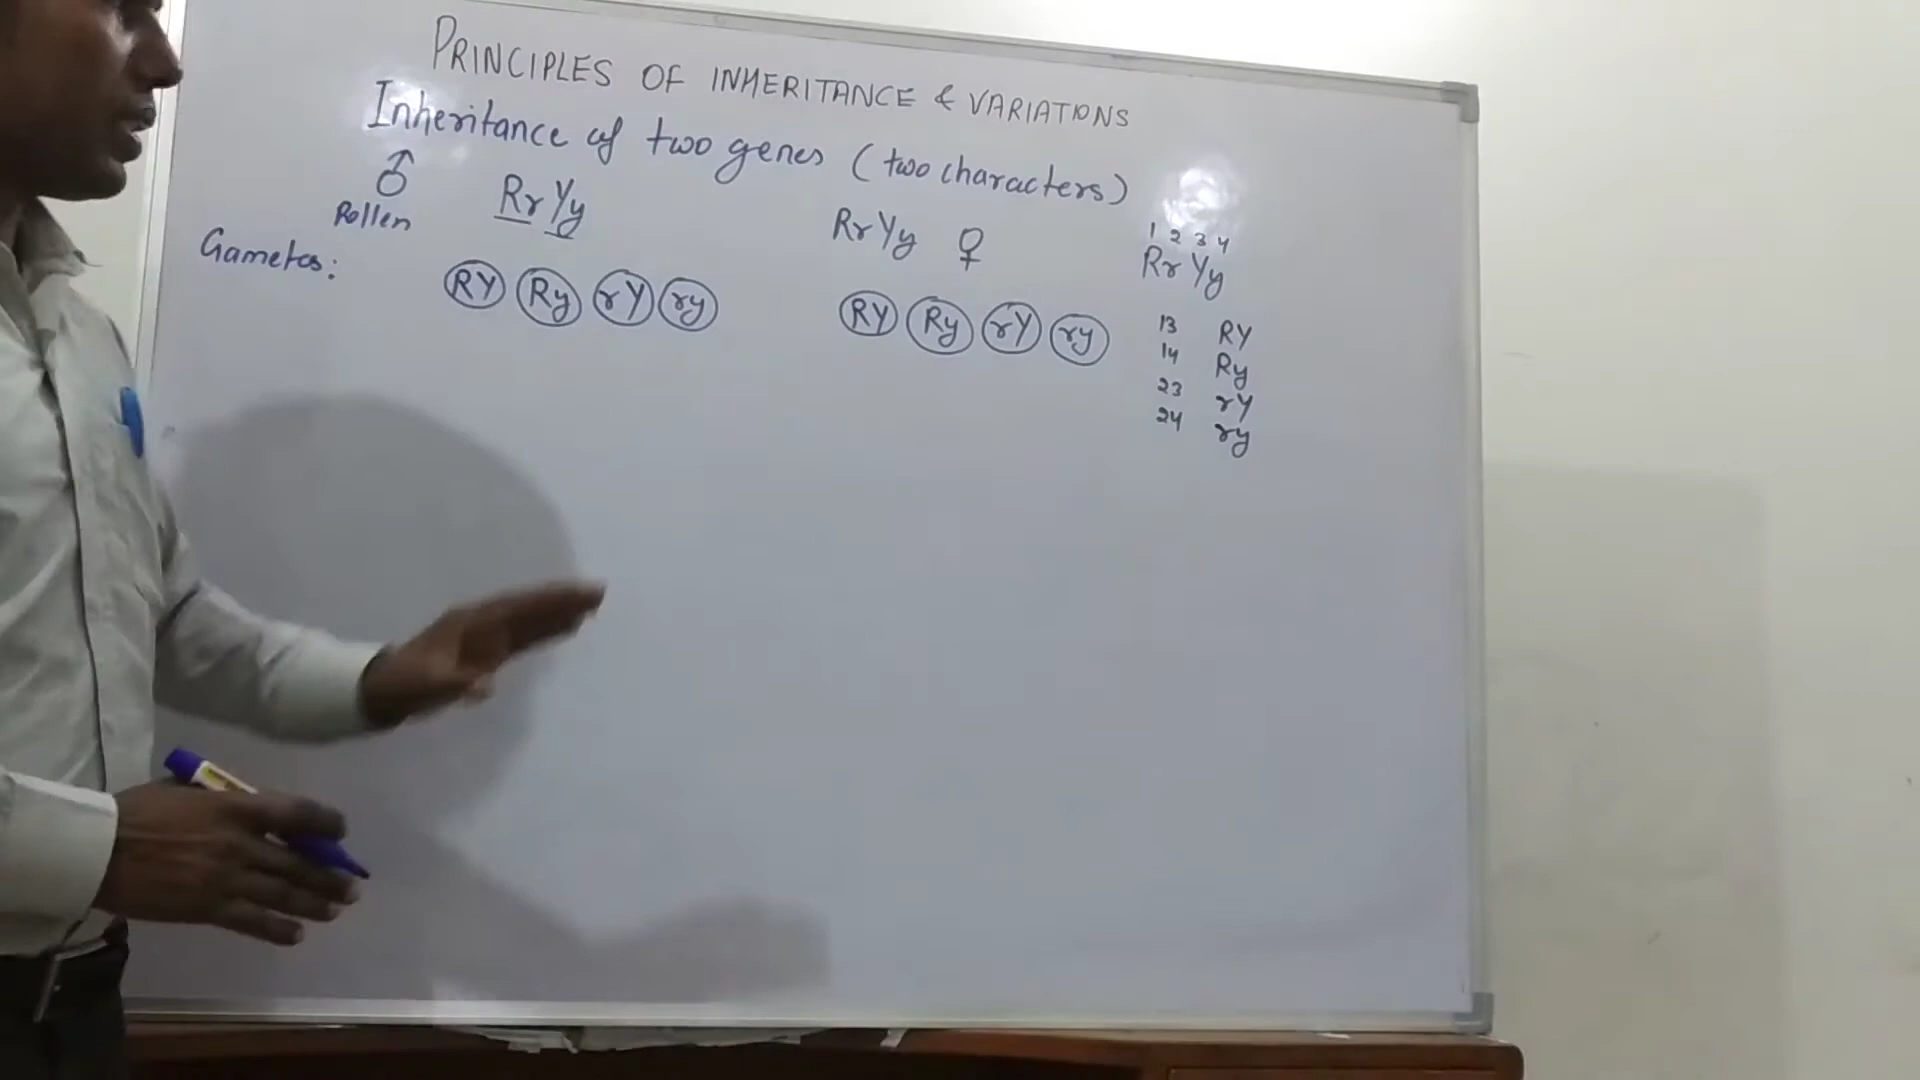 PRINCIPLES OF INHERITANCE & VARIATIONS
Inheritance of two genes (two characters)
♂ RrYy
Pollen
RrYy ♀
1 2 3 4
RrYy
Gametes:
RY Ry rY ry
RY Ry rY ry
13 RY
14 Ry
23 rY
24 ry